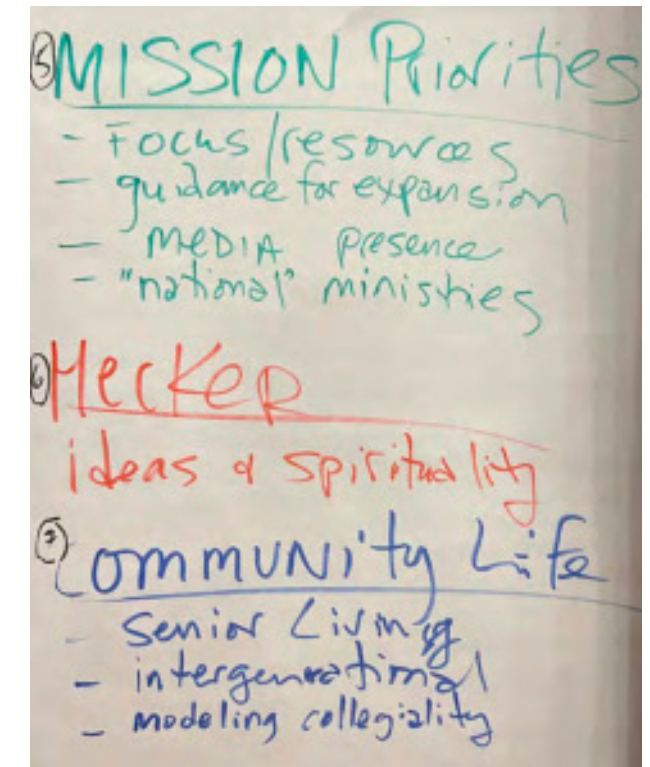 ⑤ MISSION Priorities
- Focus/resources
- guidance for expansion
- MEDIA presence
- "national" ministries
⑥ Hecker
ideas & spirituality
⑦ Community Life
- Senior Living
- intergenerational
- modeling collegiality